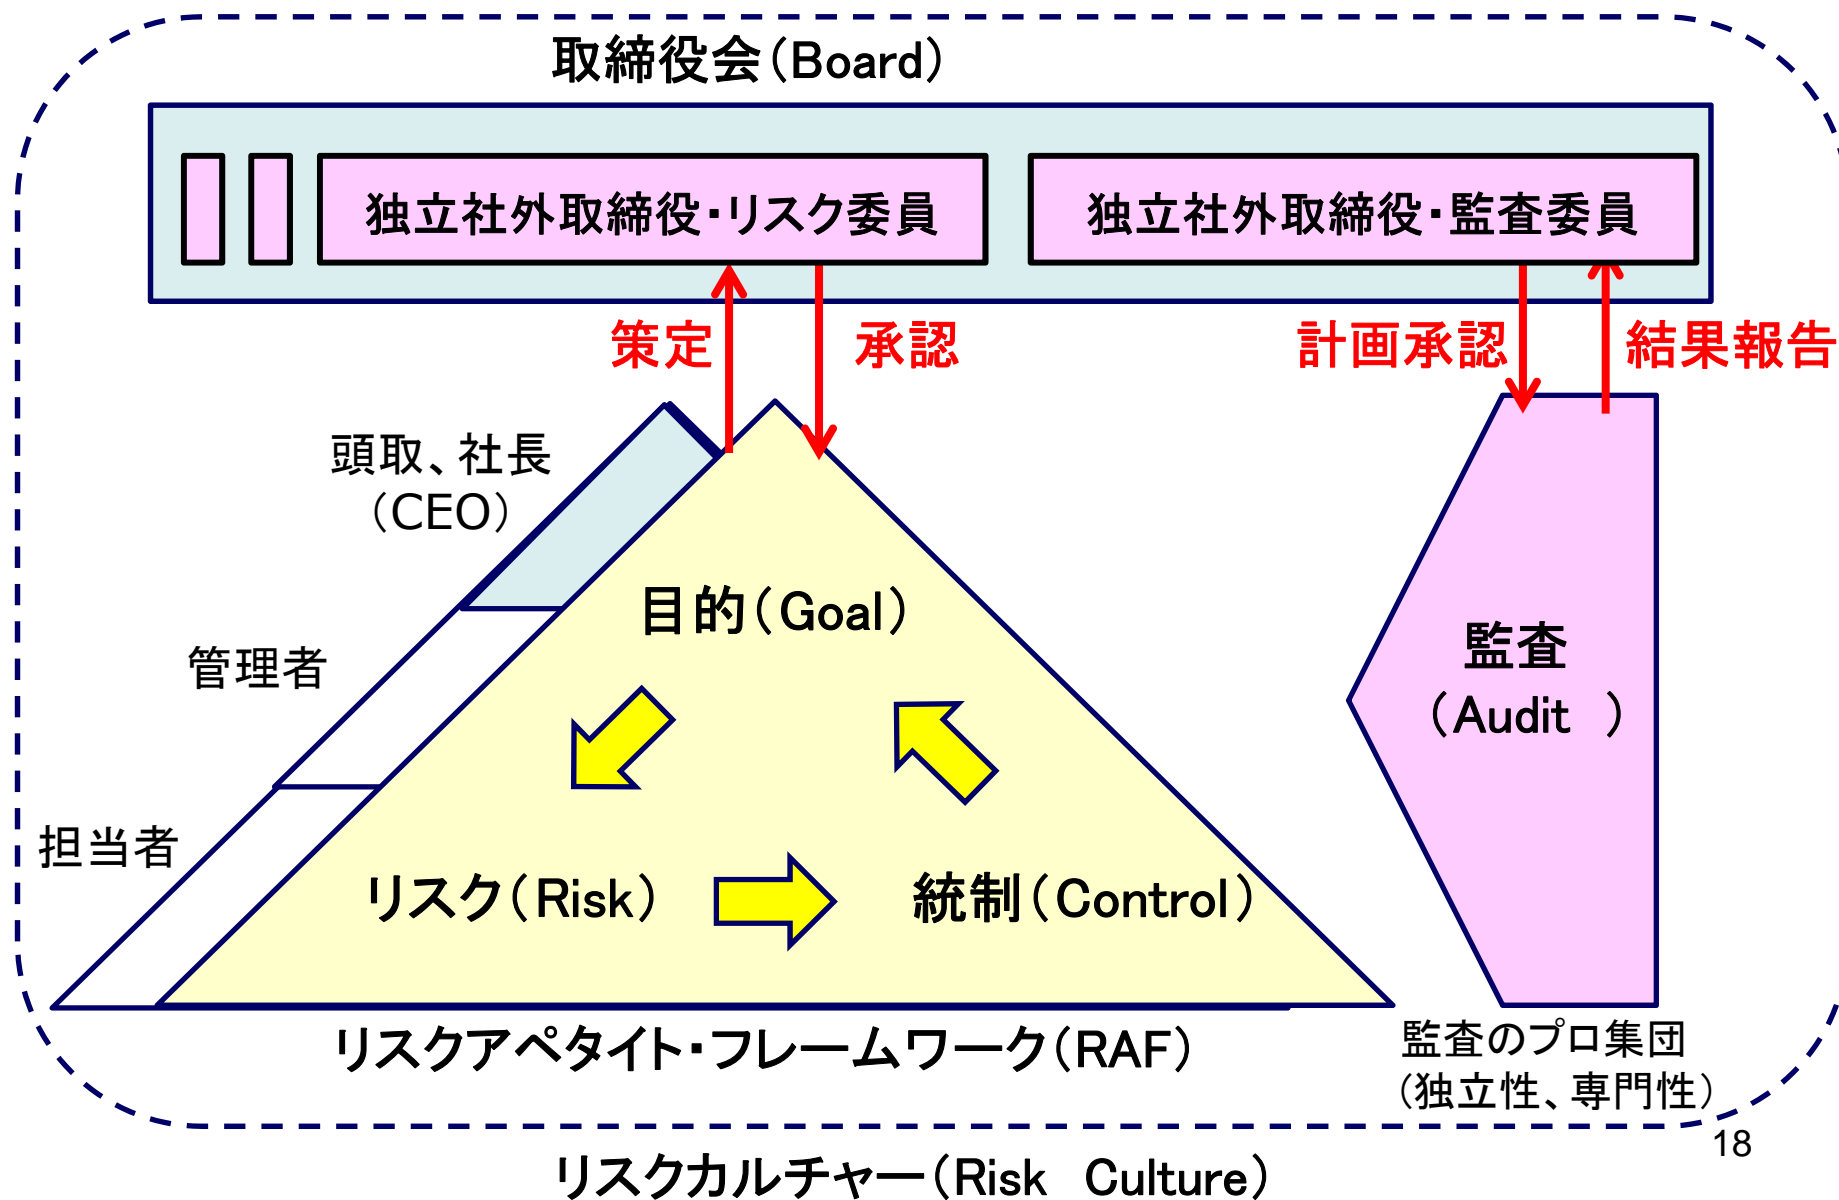 取締役会（Board）
独立社外取締役・リスク委員
独立社外取締役・監査委員
策定
承認
計画承認
結果報告
頭取、社長
（CEO）
管理者
担当者
目的（Goal）
リスク（Risk）
統制（Control）
監査
（Audit　）
リスクアペタイト・フレームワーク（RAF）
監査のプロ集団
（独立性、専門性）
18
リスクカルチャー（Risk　Culture）